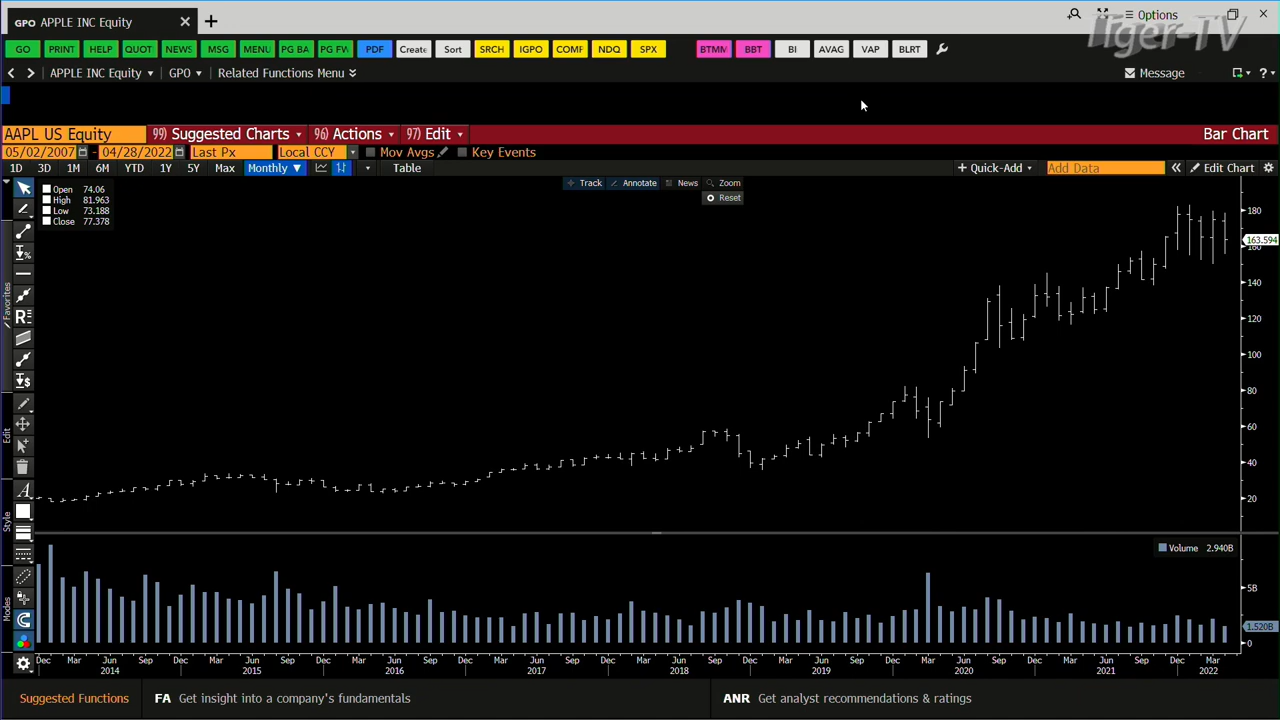 GPO APPLE INC Equity
Options
Tiger-TV
GO PRINT HELP QUOT NEWS MSG MENU PG BA PG FW PDF Create Sort SRCH IGPO COMF NDQ SPX BTMM BBT BI AVAG VAP BLRT
APPLE INC Equity GPO Related Functions Menu Message ?
AAPL US Equity 99) Suggested Charts 96) Actions 97) Edit Bar Chart
05/02/2007 - 04/28/2022 Last Px Local CCY Mov Avgs Key Events
1D 3D 1M 6M YTD 1Y 5Y Max Monthly Table + Quick-Add Add Data Edit Chart
Track Annotate News Zoom
Reset
Open 74.06
High 81.963
Low 73.188
Close 77.378
Favorites
Edit
Style
Modes
180
163.594
160
140
120
100
80
60
40
20
Volume 2.940B
5B
1.520B
0
Dec Mar Jun Sep Dec Mar Jun Sep Dec Mar Jun Sep Dec Mar Jun Sep Dec Mar Jun Sep Dec Mar Jun Sep Dec Mar Jun Sep Dec Mar Jun Sep Dec Mar
2014 2015 2016 2017 2018 2019 2020 2021 2022
Suggested Functions FA Get insight into a company's fundamentals ANR Get analyst recommendations & ratings